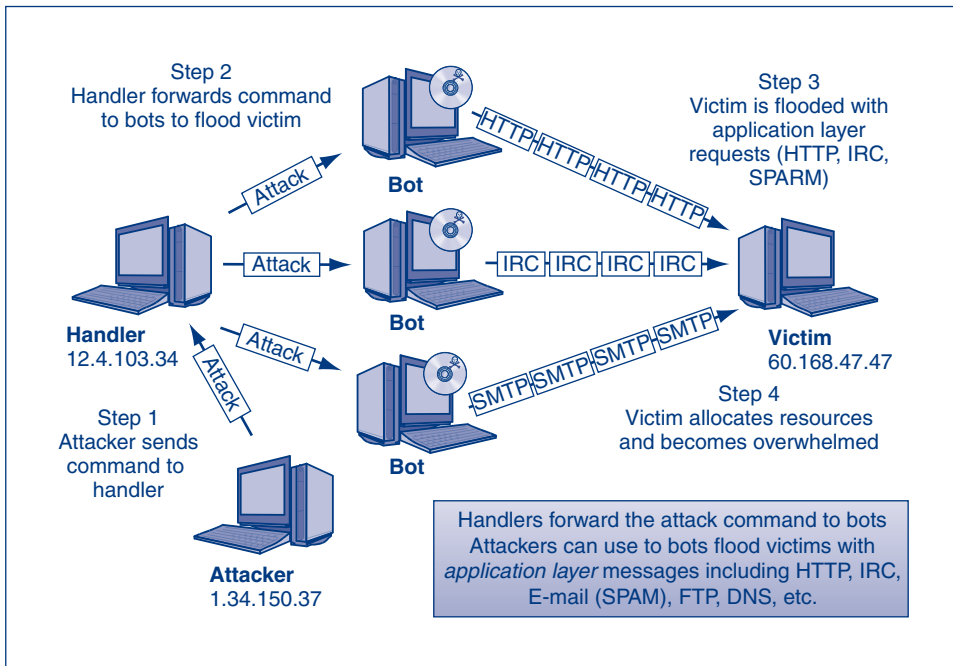 Step 2
Handler forwards command
to bots to flood victim
Step 3
Victim is flooded with
application layer
requests (HTTP, IRC,
SPARM)
Attack
Bot
HTTP HTTP HTTP HTTP
Attack
Bot
IRC IRC IRC IRC
Handler
12.4.103.34
Attack
Bot
SMTP SMTP SMTP SMTP
Victim
60.168.47.47
Attack
Step 1
Attacker sends
command to
handler
Step 4
Victim allocates resources
and becomes overwhelmed
Attacker
1.34.150.37
Handlers forward the attack command to bots
Attackers can use to bots flood victims with
application layer messages including HTTP, IRC,
E-mail (SPAM), FTP, DNS, etc.